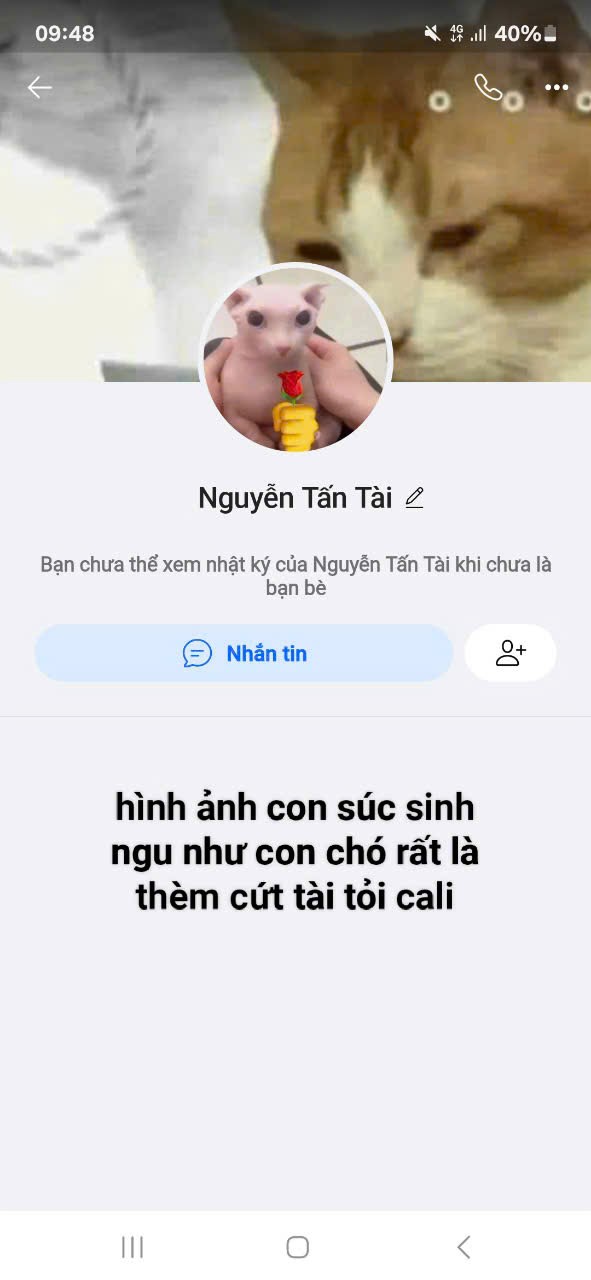 09:48
4G
40%
Nguyễn Tấn Tài
Bạn chưa thể xem nhật ký của Nguyễn Tấn Tài khi chưa là
bạn bè
Nhắn tin
hình ảnh con súc sinh
ngu như con chó rất là
thèm cứt tài tỏi cali